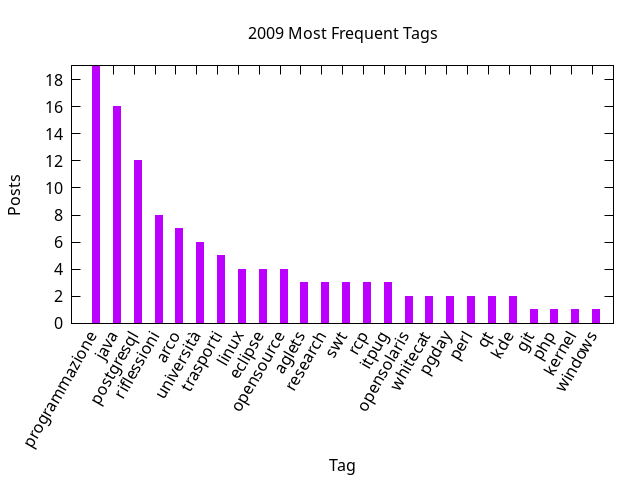 2009 Most Frequent Tags
Posts
18
16
14
12
10
8
6
4
2
0
programmazione
java
postgresql
riflessioni
arco
università
trasporti
linux
eclipse
opensource
aglets
research
swt
rcp
itpug
opensolaris
whitecat
pgday
perl
qt
kde
git
php
kernel
windows
Tag